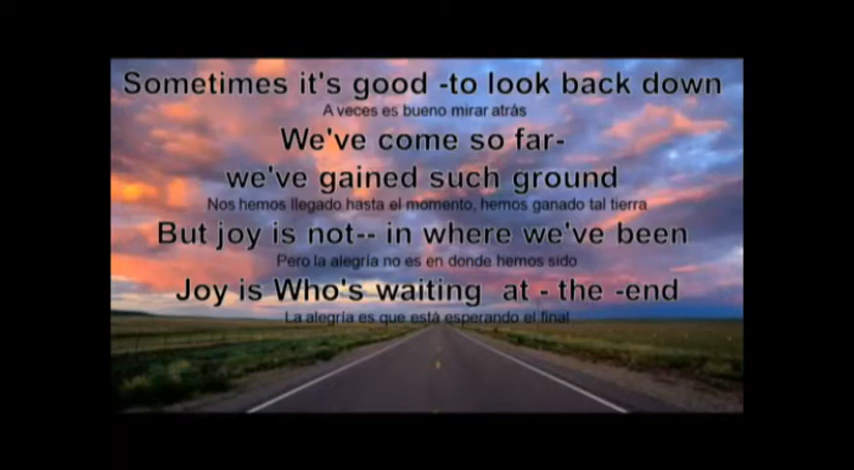 Sometimes it's good -to look back down
A veces es bueno mirar atrás
We've come so far-
we've gained such ground
Nos hemos llegado hasta el momento, hemos ganado tal tierra
But joy is not-- in where we've been
Pero la alegría no es en donde hemos sido
Joy is Who's waiting at - the -end
La alegría es que está esperando el final